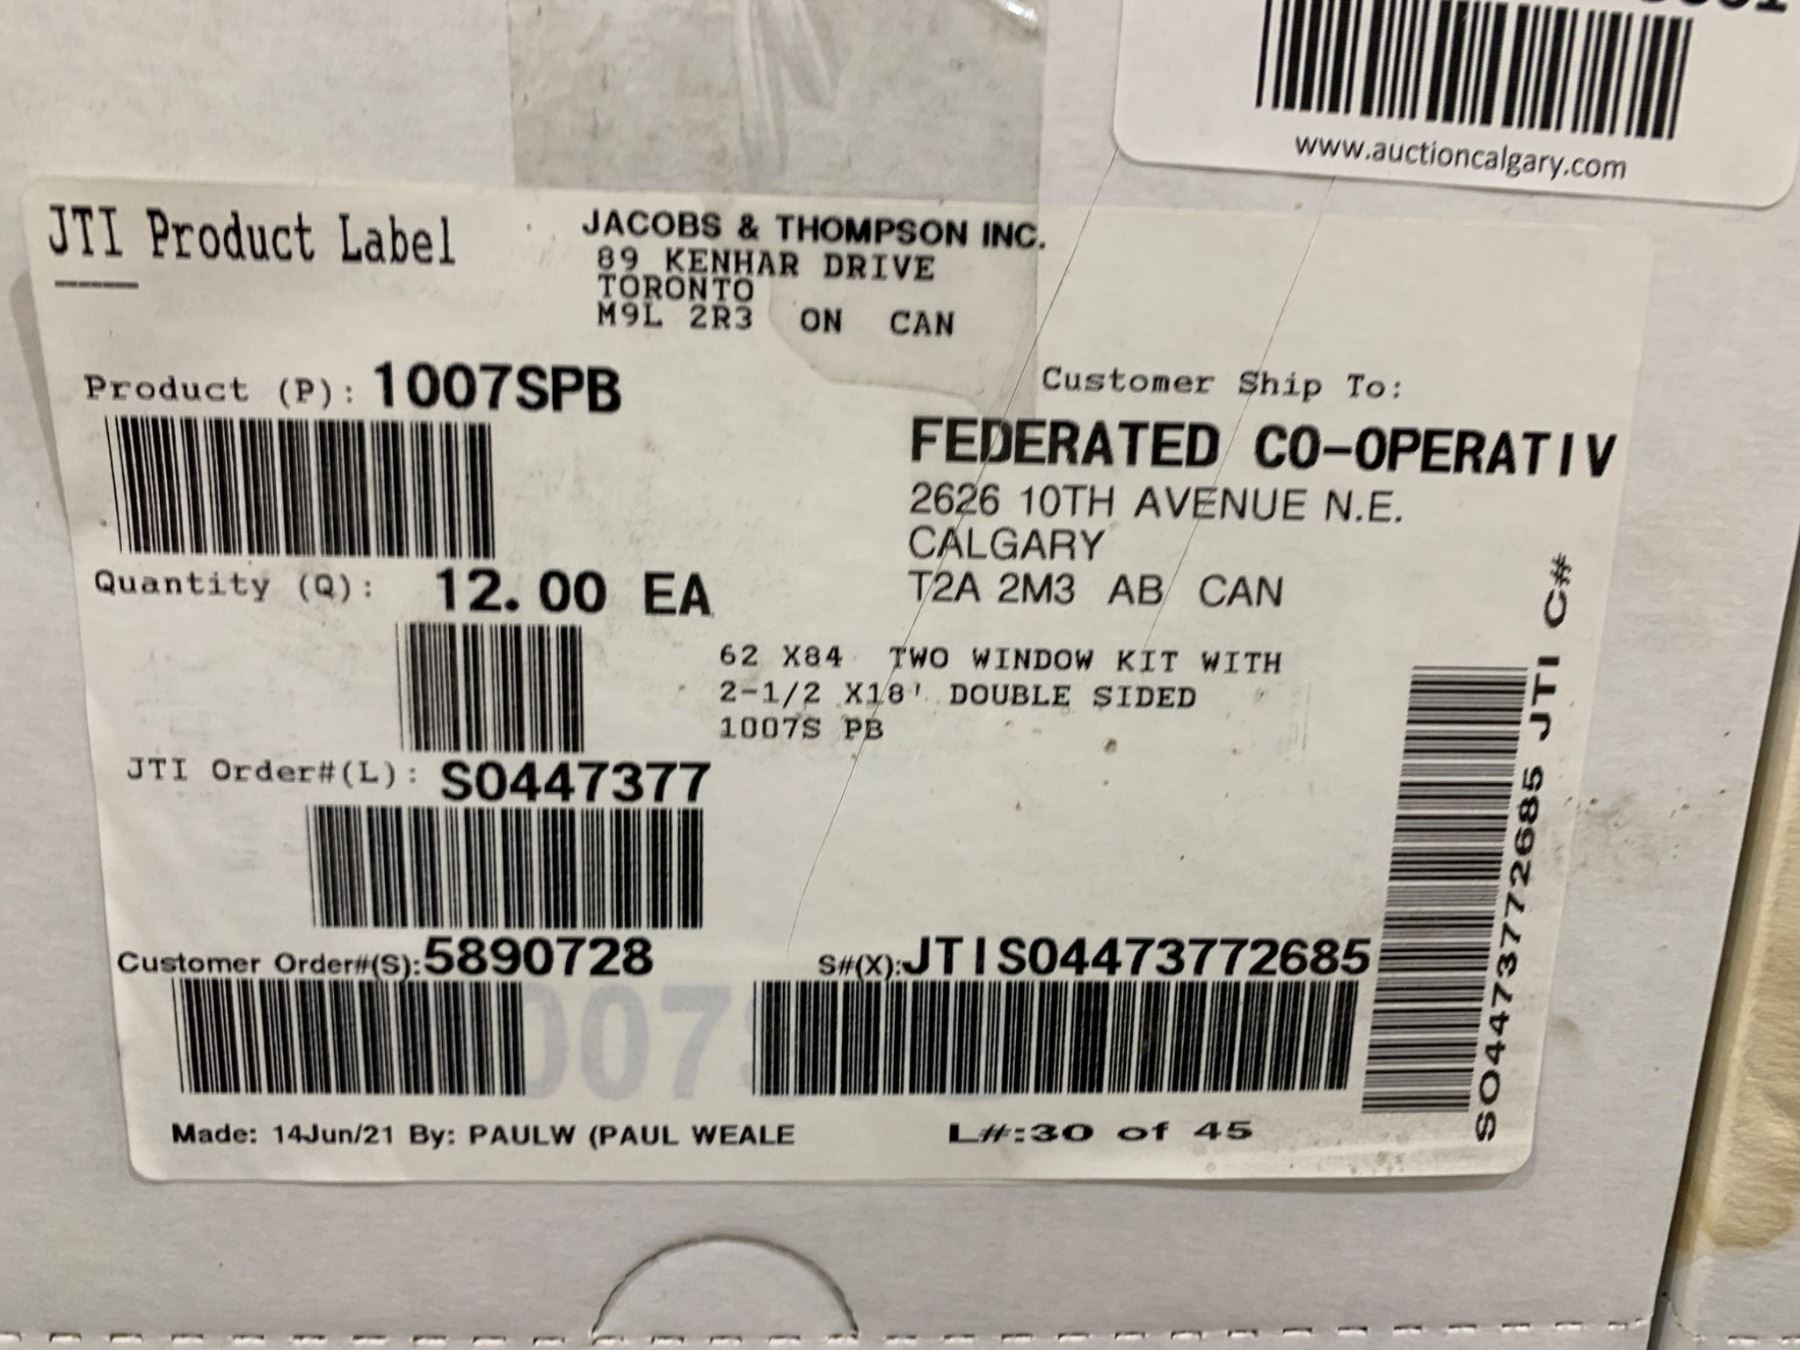 www.auctioncalgary.com
JTI Product Label
JACOBS & THOMPSON INC.
89 KENHAR DRIVE
TORONTO
M9L 2R3 ON CAN
Product (P): 1007SPB
Customer Ship To:
FEDERATED CO-OPERATIV
2626 10TH AVENUE N.E.
CALGARY
T2A 2M3 AB CAN
Quantity (Q): 12.00 EA
62 X84 TWO WINDOW KIT WITH
2-1/2 X18' DOUBLE SIDED
1007S PB
JTI Order#(L): S0447377
Customer Order#(S):5890728
S#(X):JTIS04473772685
S04473772685 JTI C#
007
Made: 14Jun/21 By: PAULW (PAUL WEALE
L#:30 of 45